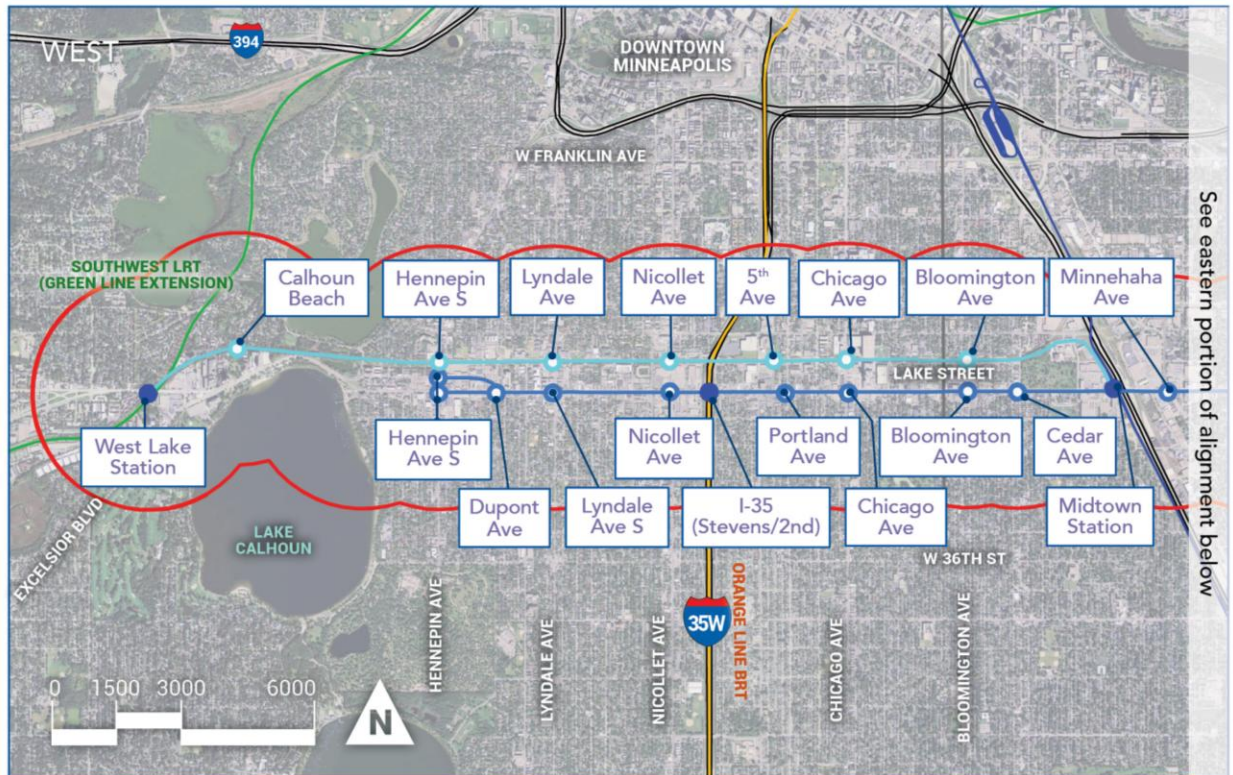 WEST
394
DOWNTOWN
MINNEAPOLIS
W FRANKLIN AVE
See eastern portion of alignment below
SOUTHWEST LRT
(GREEN LINE EXTENSION)
Calhoun
Beach
Hennepin
Ave S
Lyndale
Ave
Nicollet
Ave
5th
Ave
Chicago
Ave
Bloomington
Ave
Minnehaha
Ave
LAKE STREET
West Lake
Station
Hennepin
Ave S
Nicollet
Ave
Portland
Ave
Bloomington
Ave
Cedar
Ave
Dupont
Ave
Lyndale
Ave S
I-35
(Stevens/2nd)
Chicago
Ave
Midtown
Station
EXCELSIOR BLVD
LAKE
CALHOUN
W 36TH ST
HENNEPIN AVE
LYNDALE AVE
NICOLLET AVE
35W
ORANGE LINE BRT
CHICAGO AVE
BLOOMINGTON AVE
0 1500 3000 6000
N